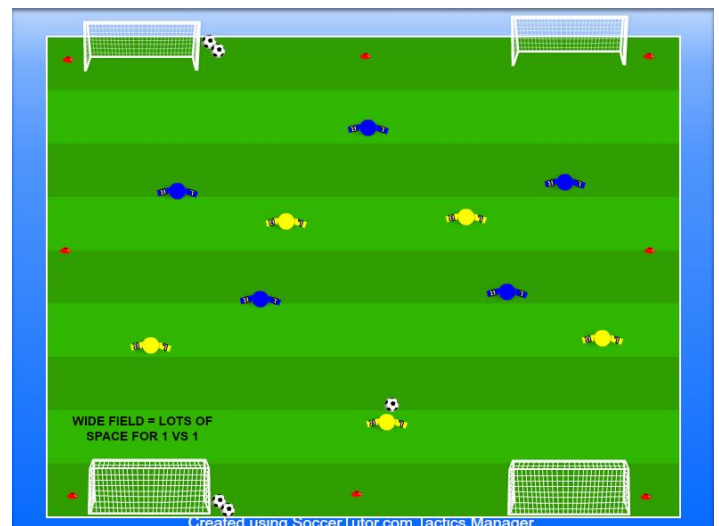 WIDE FIELD = LOTS OF
SPACE FOR 1 VS 1
Created using SoccerTutor.com Tactics Manager